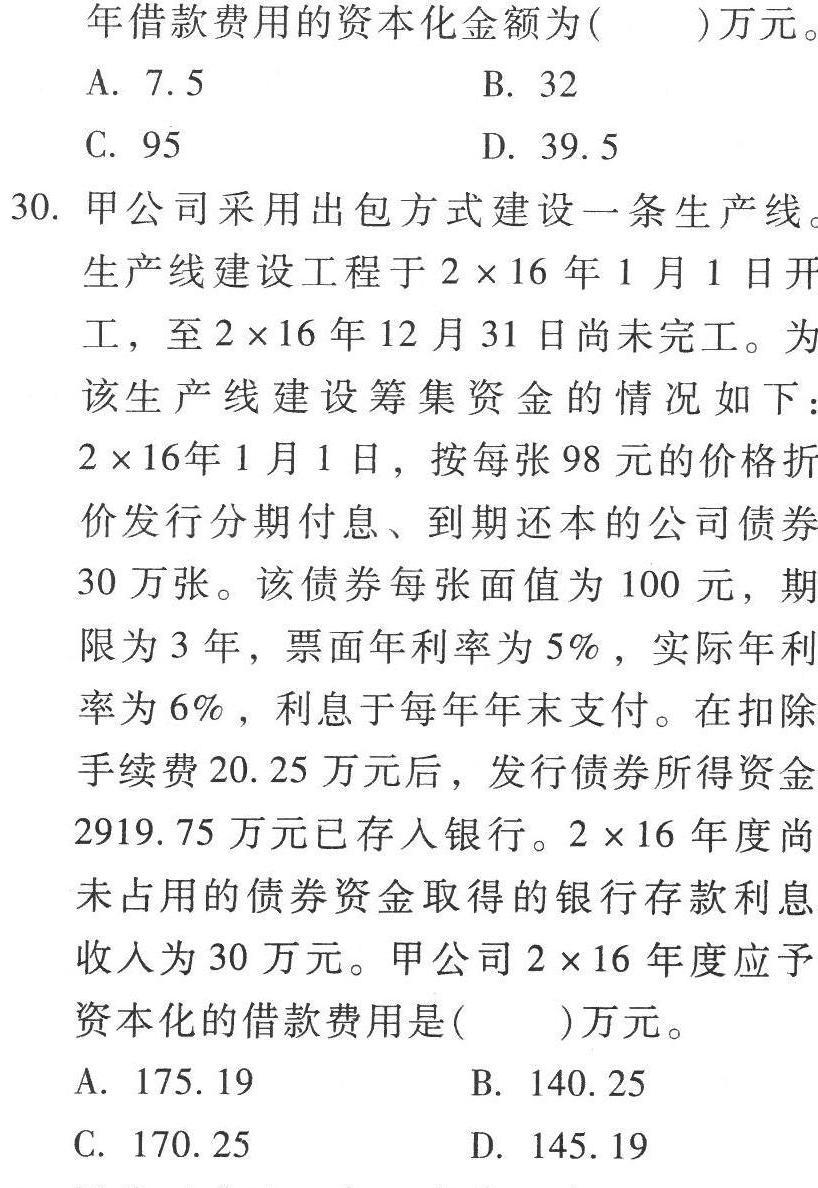 年借款费用的资本化金额为(  )万元。
A. 7.5 B. 32
C. 95 D. 39.5
30. 甲公司采用出包方式建设一条生产线。
生产线建设工程于 2×16 年 1 月 1 日开
工，至 2×16 年 12 月 31 日尚未完工。为
该生产线建设筹集资金的情况如下：
2×16年 1 月 1 日，按每张 98 元的价格折
价发行分期付息、到期还本的公司债券
30 万张。该债券每张面值为 100 元，期
限为 3 年，票面年利率为 5%，实际年利
率为 6%，利息于每年年末支付。在扣除
手续费 20.25 万元后，发行债券所得资金
2919.75 万元已存入银行。2×16 年度尚
未占用的债券资金取得的银行存款利息
收入为 30 万元。甲公司 2×16 年度应予
资本化的借款费用是(  )万元。
A. 175.19 B. 140.25
C. 170.25 D. 145.19